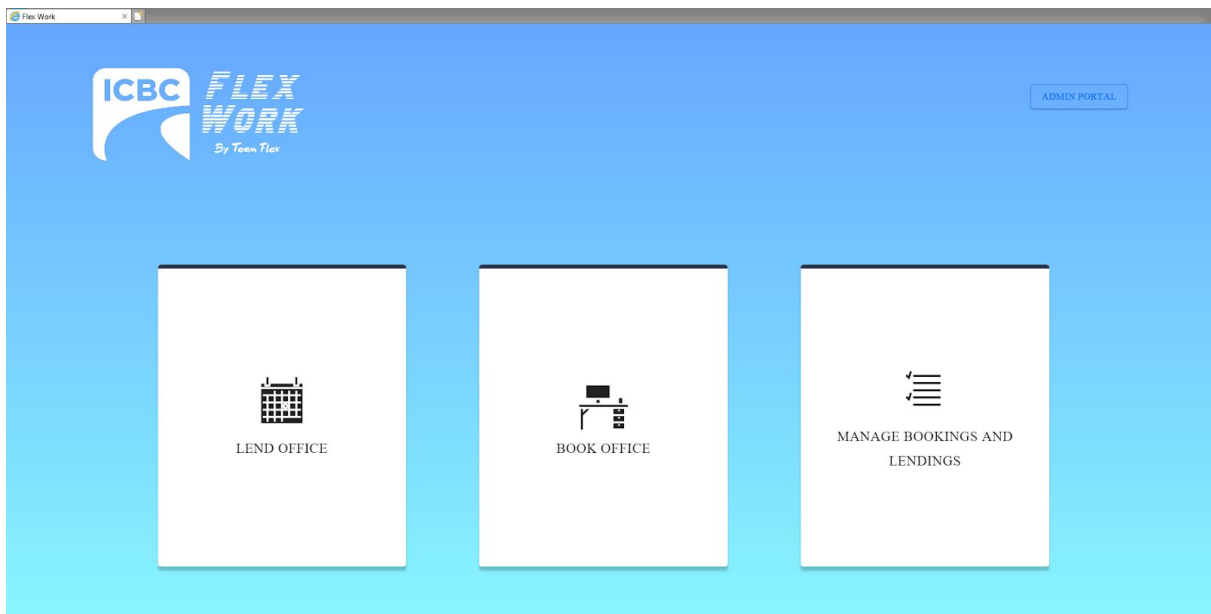 Flex Work
ICBC
FLEX
WORK
By Team Flex
ADMIN PORTAL
LEND OFFICE
BOOK OFFICE
MANAGE BOOKINGS AND
LENDINGS